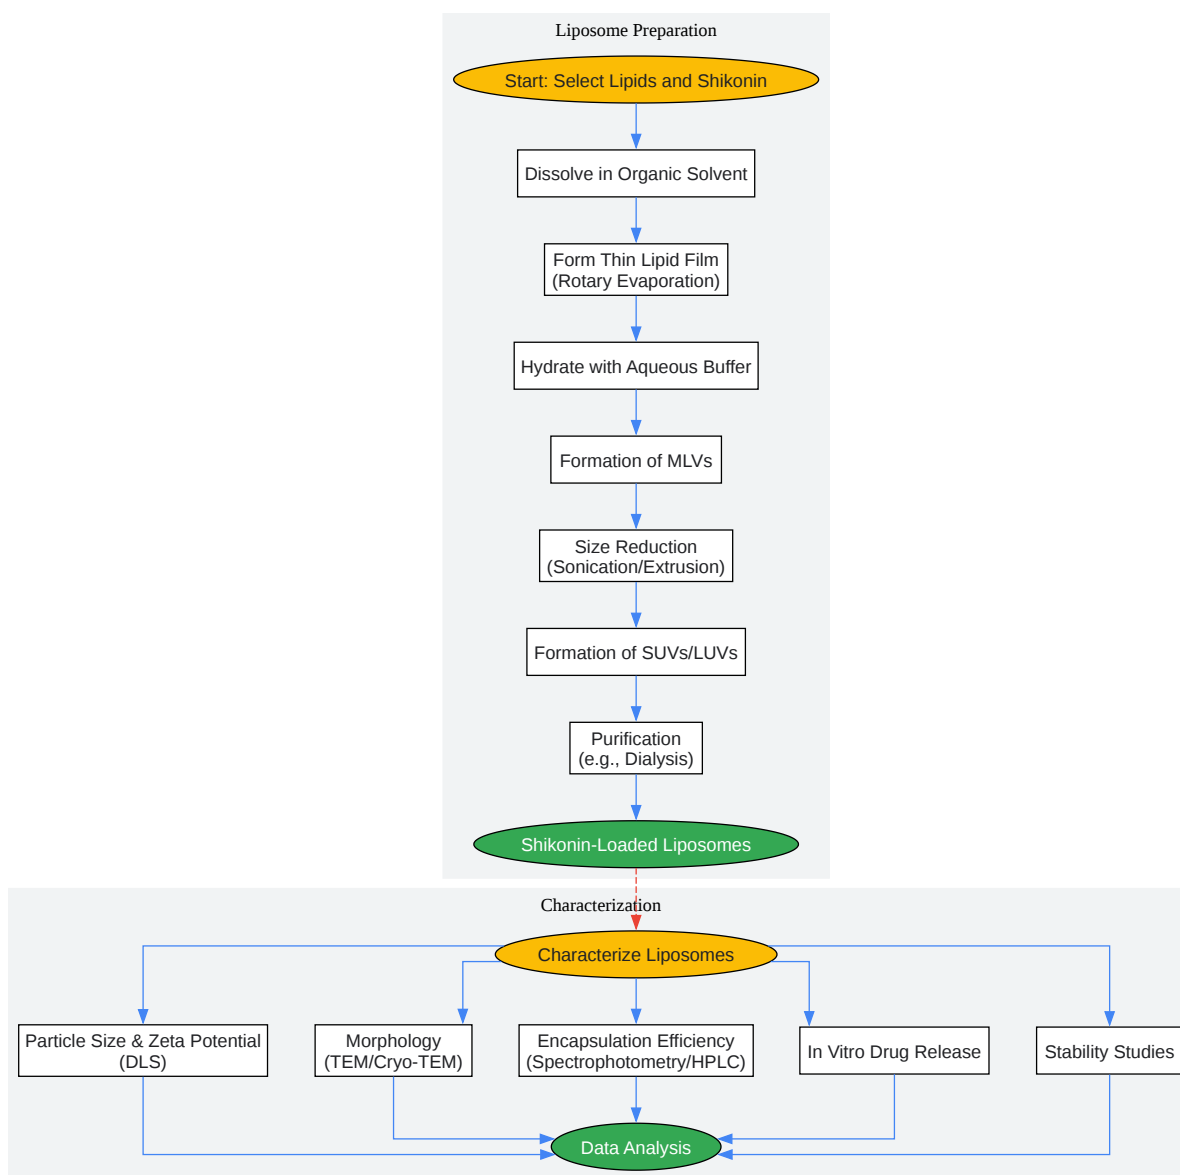 Liposome Preparation
Start: Select Lipids and Shikonin
Dissolve in Organic Solvent
Form Thin Lipid Film
(Rotary Evaporation)
Hydrate with Aqueous Buffer
Formation of MLVs
Size Reduction
(Sonication/Extrusion)
Formation of SUVs/LUVs
Purification
(e.g., Dialysis)
Shikonin-Loaded Liposomes
Characterization
Characterize Liposomes
Particle Size & Zeta Potential
(DLS)
Morphology
(TEM/Cryo-TEM)
Encapsulation Efficiency
(Spectrophotometry/HPLC)
In Vitro Drug Release
Stability Studies
Data Analysis